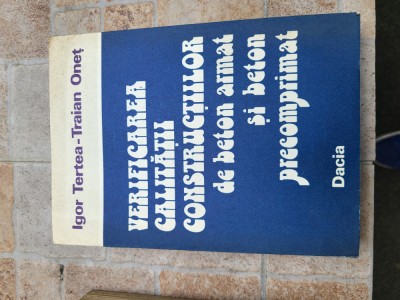 Igor Tertea-Traian Oneț
VERIFICAREA
CALITĂȚII
CONSTRUCȚIILOR
de beton armat
și beton
precomprimat
Dacia